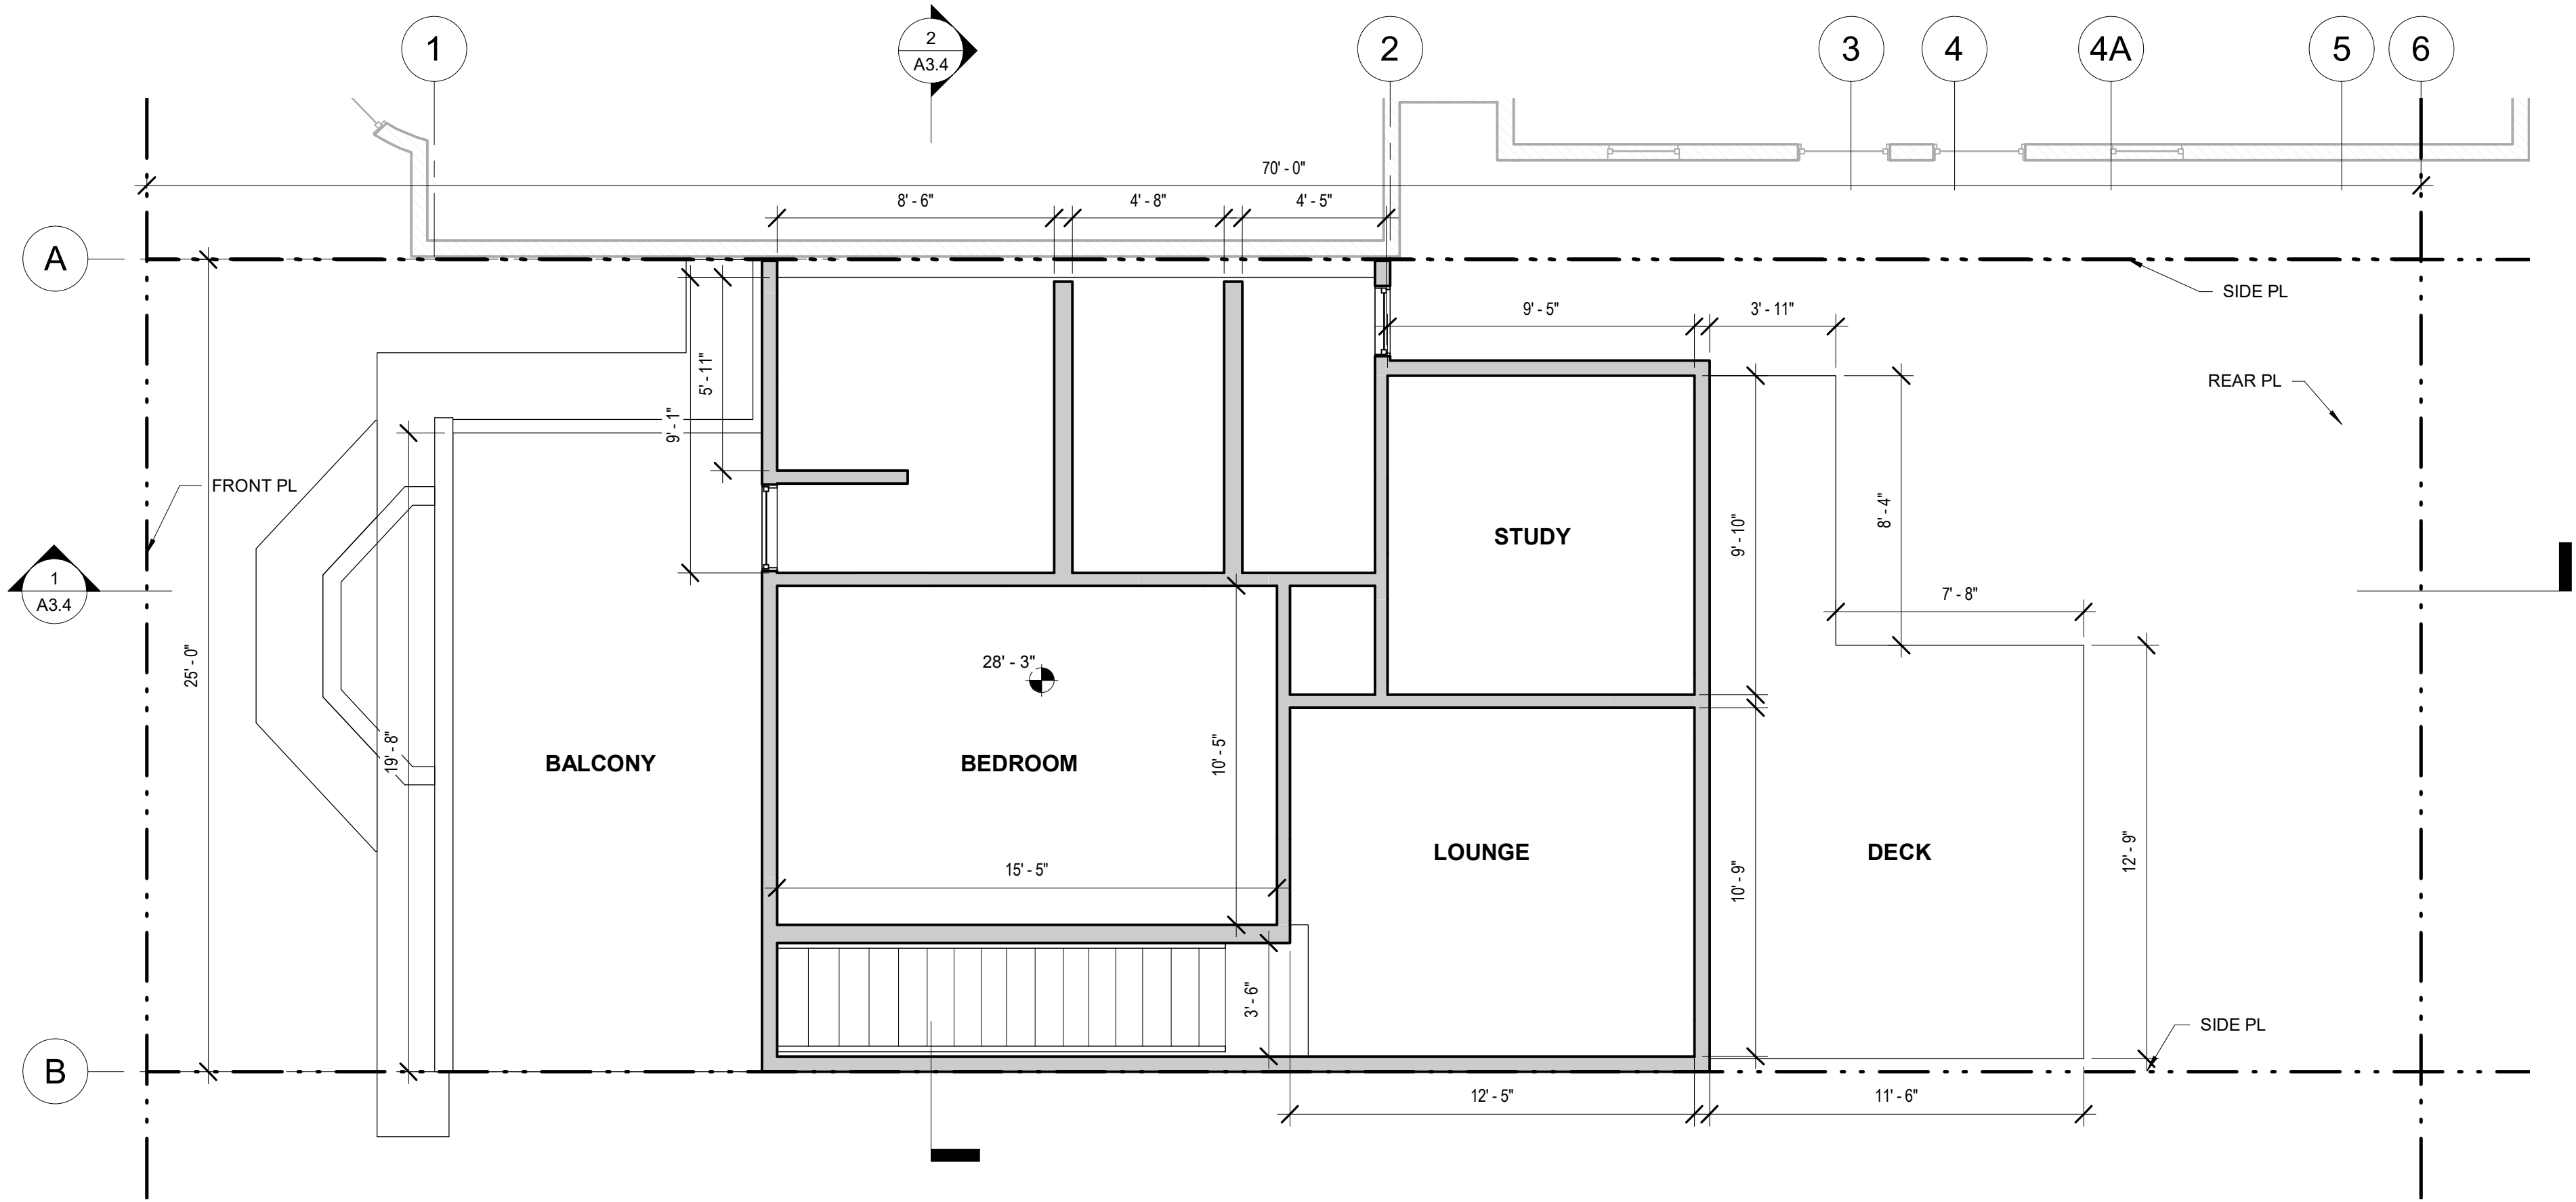 1
2
A3.4
2
3
4
4A
5
6
70' - 0"
8' - 6"
4' - 8"
4' - 5"
A
SIDE PL
9' - 5"
3' - 11"
5' - 11"
9' - 1"
REAR PL
FRONT PL
STUDY
9' - 10"
8' - 4"
1
A3.4
7' - 8"
25' - 0"
28' - 3"
19' - 8"
BALCONY
BEDROOM
10' - 5"
LOUNGE
DECK
12' - 9"
15' - 5"
10' - 9"
3' - 6"
SIDE PL
B
12' - 5"
11' - 6"